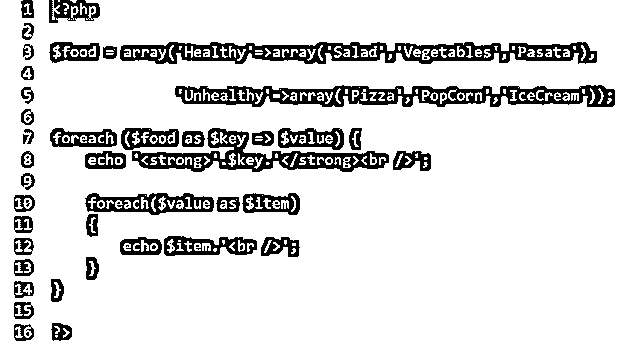 1 <?php
2
3 $food = array('Healthy'=>array('Salad','Vegetables','Pasata'),
4
5 'Unhealthy'=>array('Pizza','PopCorn','IceCream'));
6
7 foreach ($food as $key => $value) {
8 echo '<strong>'.$key.'</strong><br />';
9
10 foreach($value as $item)
11 {
12 echo $item.'<br />';
13 }
14 }
15
16 ?>